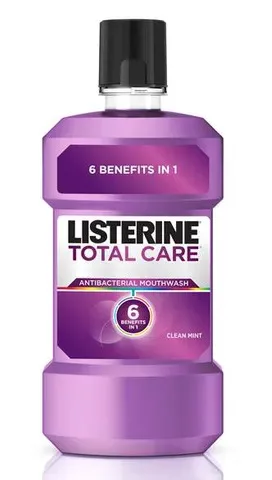 6 BENEFITS IN 1
LISTERINE
TOTAL CARE
ANTIBACTERIAL MOUTHWASH
6
BENEFITS
IN 1
CLEAN MINT